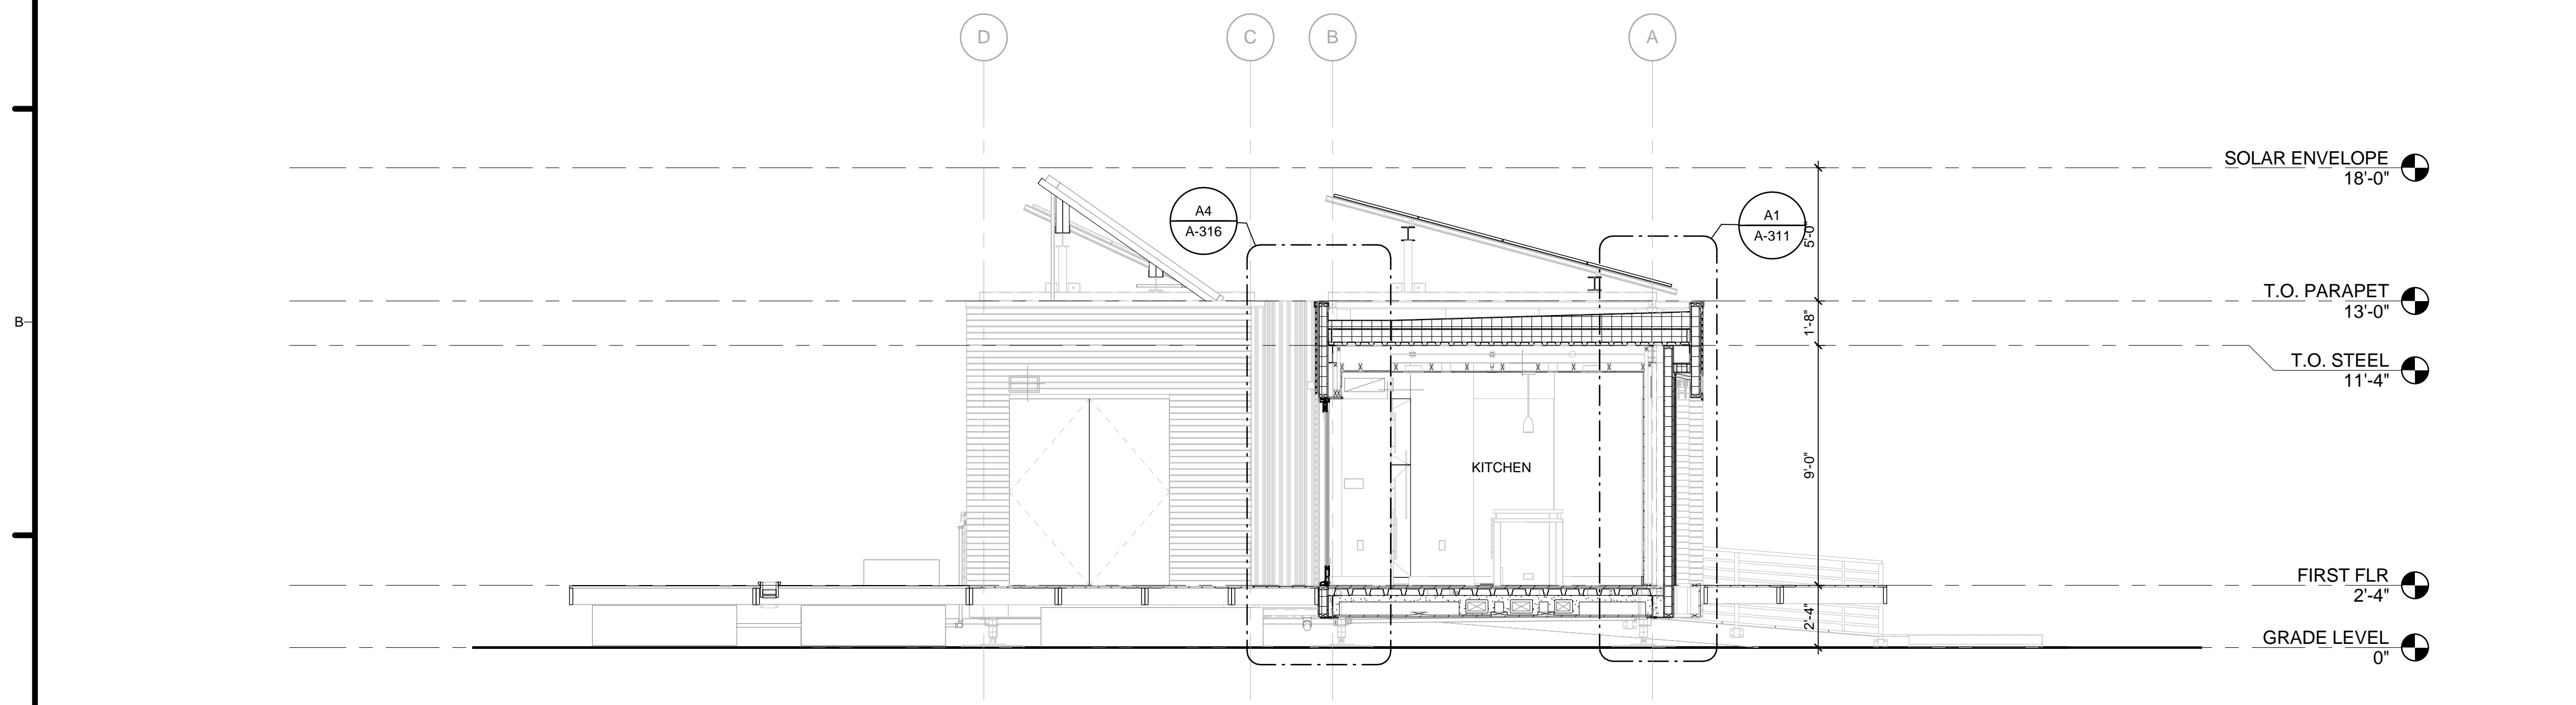 D
C
B
A
SOLAR ENVELOPE
18'-0"
A4
A-316
A1
A-311
5'-0"
T.O. PARAPET
13'-0"
B
1'-8"
T.O. STEEL
11'-4"
9'-0"
KITCHEN
FIRST FLR
2'-4"
2'-4"
GRADE LEVEL
0"